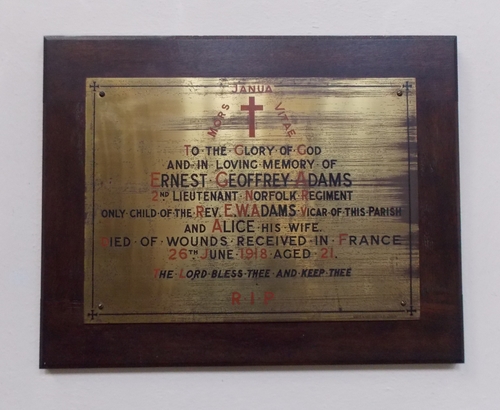 MORS JANUA VITAE
TO·THE·GLORY·OF·GOD
AND·IN·LOVING·MEMORY·OF
ERNEST·GEOFFREY·ADAMS
2ND LIEUTENANT·NORFOLK·REGIMENT
ONLY·CHILD·OF·THE·REV. E.W.ADAMS·VICAR·OF·THIS·PARISH
AND·ALICE·HIS·WIFE.
DIED·OF·WOUNDS·RECEIVED·IN·FRANCE
26TH JUNE·1918·AGED·21.
THE·LORD·BLESS·THEE·AND·KEEP·THEE
R·I·P